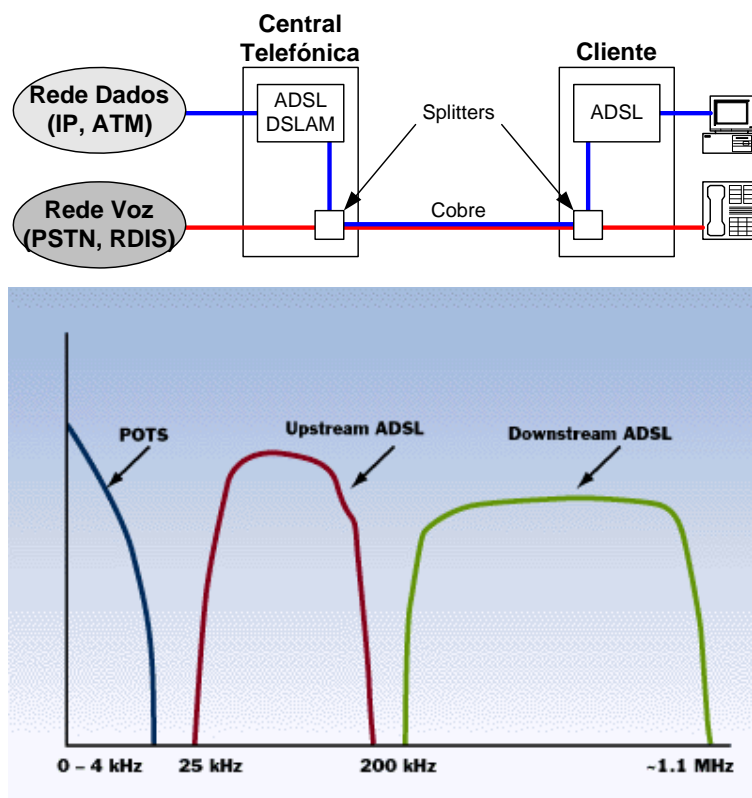 Central
Telefónica
Cliente
Rede Dados
(IP, ATM)
ADSL
DSLAM
Splitters
ADSL
Rede Voz
(PSTN, RDIS)
Cobre
POTS
Upstream ADSL
Downstream ADSL
0 – 4 kHz
25 kHz
200 kHz
~1.1 MHz